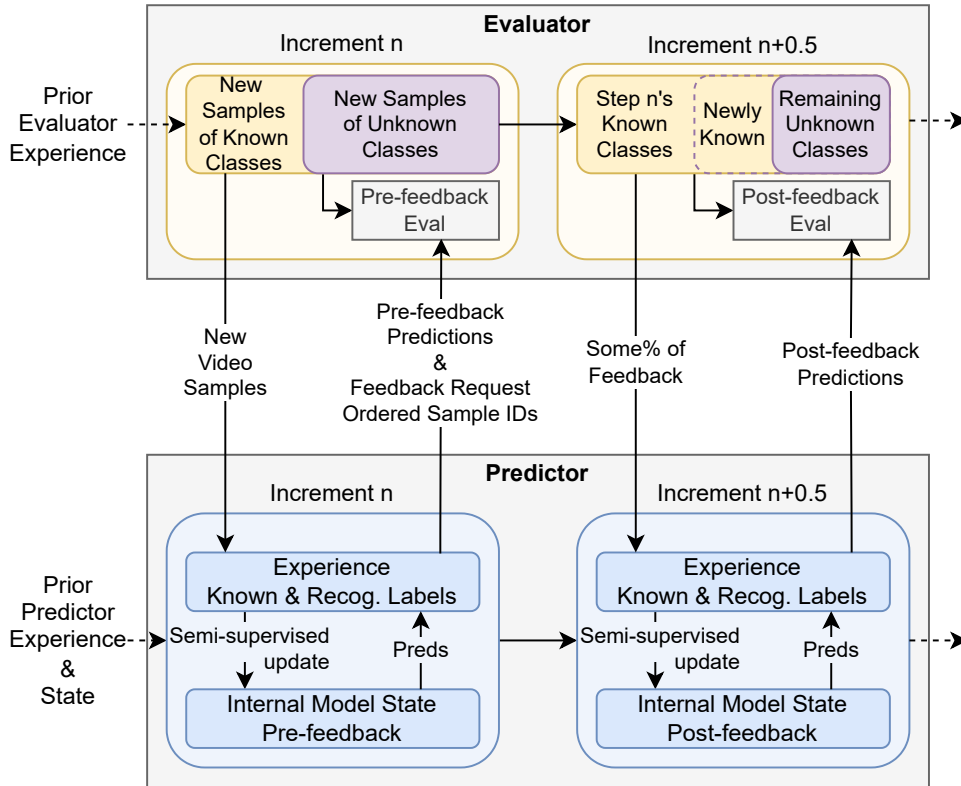 Evaluator
Increment n
Increment n+0.5
Prior
Evaluator
Experience
New
Samples
of Known
Classes
New Samples
of Unknown
Classes
Step n's
Known
Classes
Newly
Known
Remaining
Unknown
Classes
Pre-feedback
Eval
Post-feedback
Eval
New
Video
Samples
Pre-feedback
Predictions
&
Feedback Request
Ordered Sample IDs
Some% of
Feedback
Post-feedback
Predictions
Predictor
Increment n
Increment n+0.5
Prior
Predictor
Experience
&
State
Experience
Known & Recog. Labels
Semi-supervised
update
Preds
Internal Model State
Pre-feedback
Experience
Known & Recog. Labels
Semi-supervised
update
Preds
Internal Model State
Post-feedback